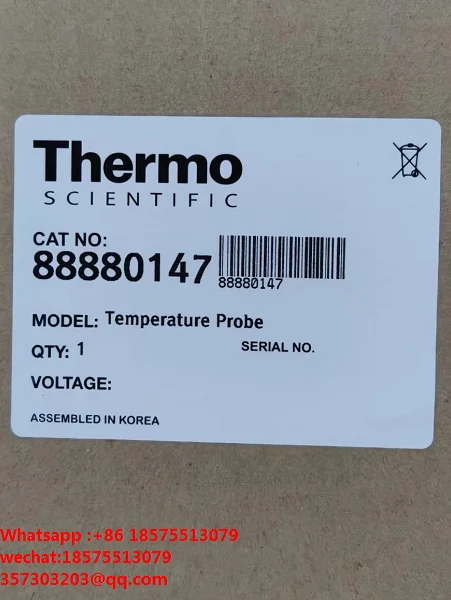 Thermo
SCIENTIFIC
CAT NO:
88880147
88880147
MODEL: Temperature Probe
QTY: 1
SERIAL NO.
VOLTAGE:
ASSEMBLED IN KOREA
Whatsapp :+86 18575513079
wechat:18575513079
357303203@qq.com